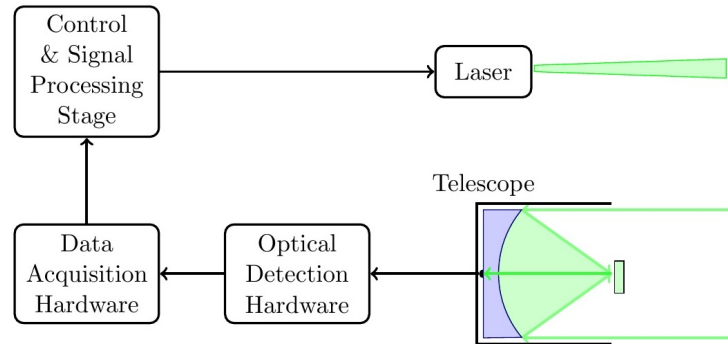 Control
& Signal
Processing
Stage
Laser
Telescope
Data
Acquisition
Hardware
Optical
Detection
Hardware